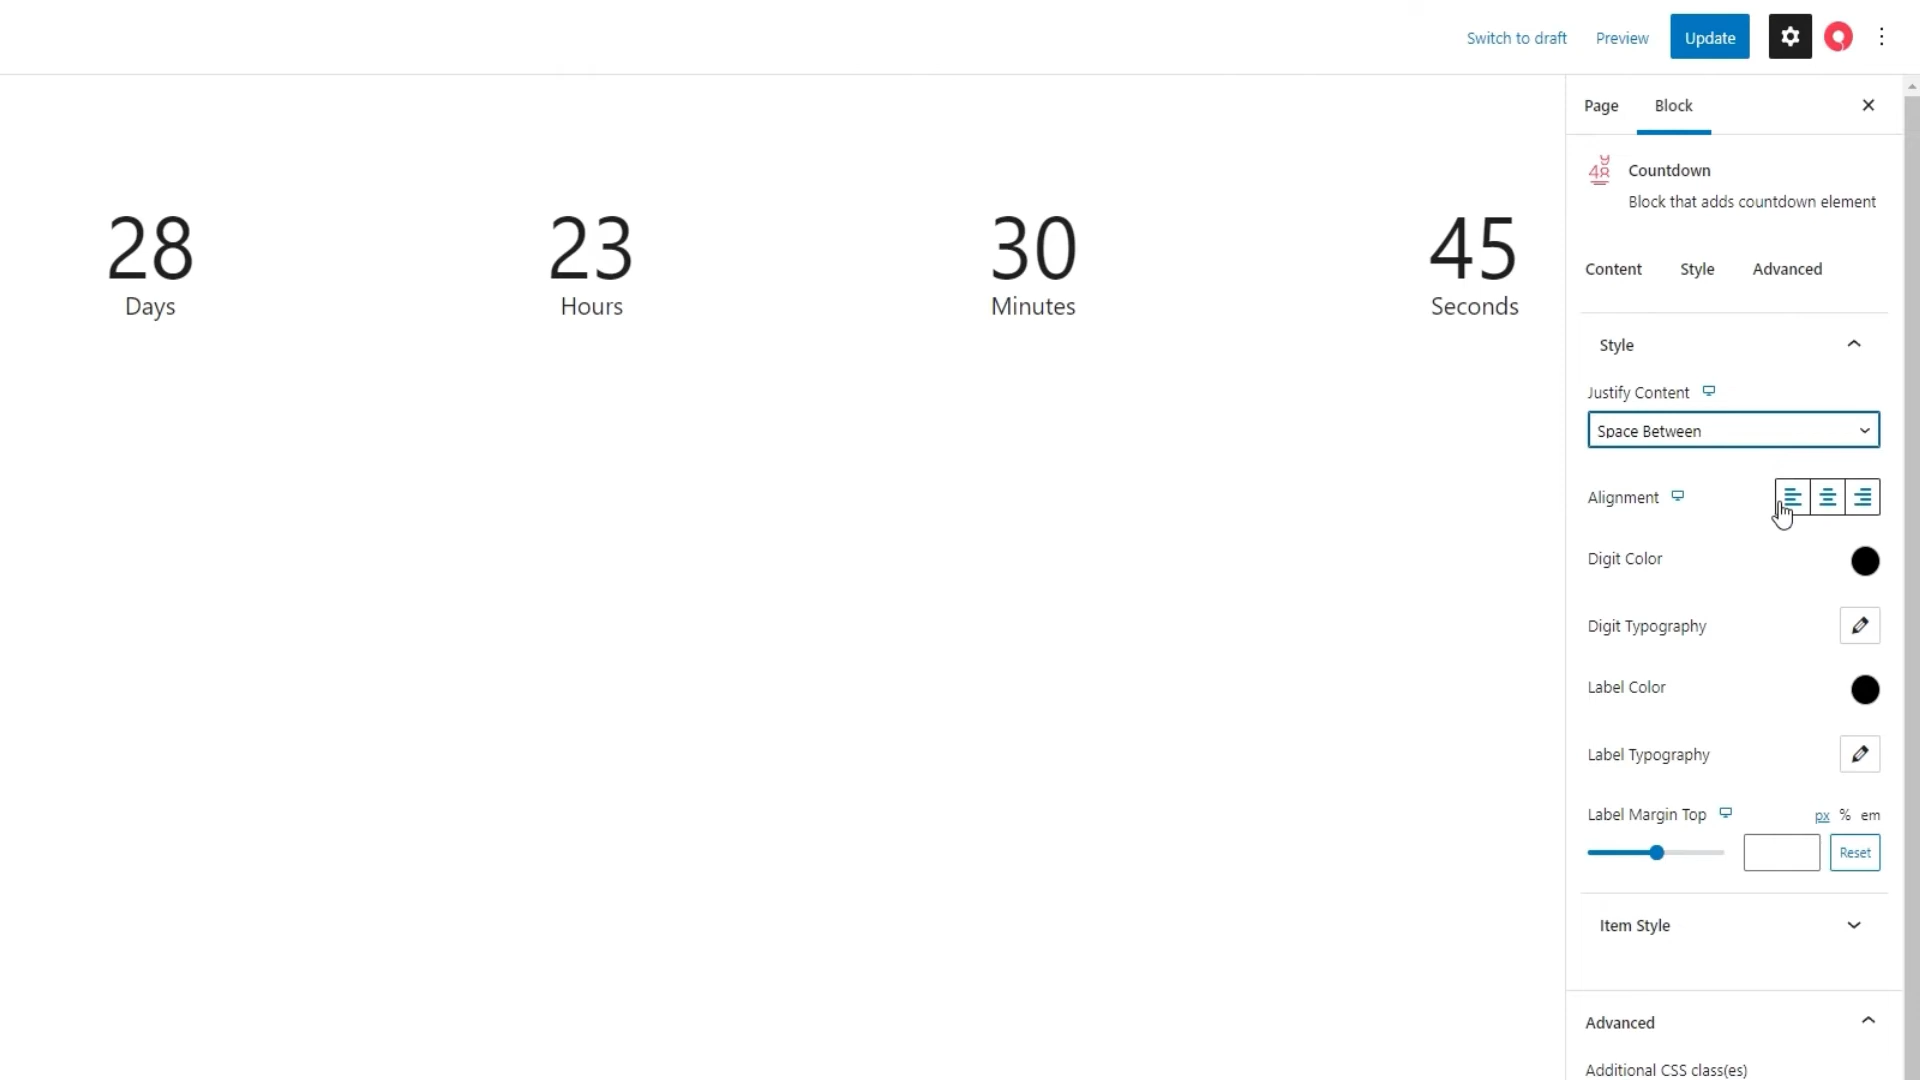 Switch to draft Preview Update
Page Block
Countdown
Block that adds countdown element
28 23 30 45
Days Hours Minutes Seconds
Content Style Advanced
Style
Justify Content
Space Between
Alignment
Digit Color
Digit Typography
Label Color
Label Typography
Label Margin Top px % em
Reset
Item Style
Advanced
Additional CSS class(es)